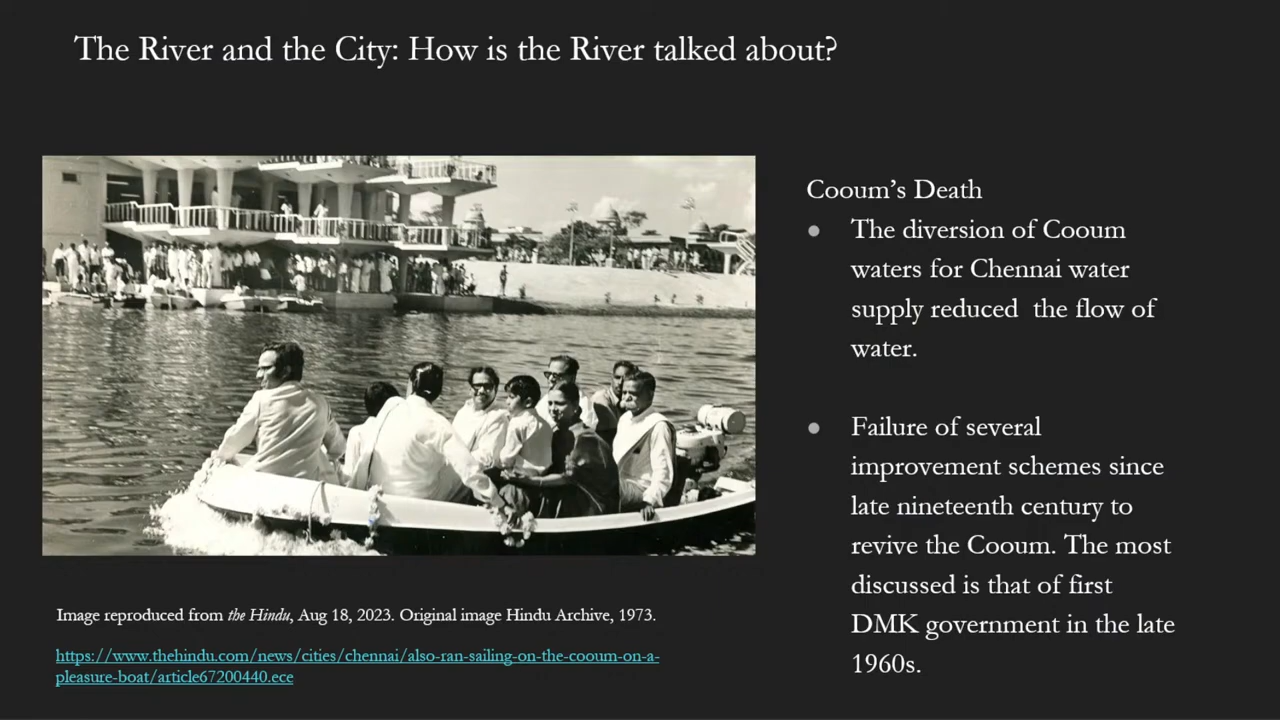 The River and the City: How is the River talked about?
Cooum’s Death
● The diversion of Cooum
waters for Chennai water
supply reduced  the flow of
water.
● Failure of several
improvement schemes since
late nineteenth century to
revive the Cooum. The most
discussed is that of first
DMK government in the late
1960s.
Image reproduced from the Hindu, Aug 18, 2023. Original image Hindu Archive, 1973.
https://www.thehindu.com/news/cities/chennai/also-ran-sailing-on-the-cooum-on-a-
pleasure-boat/article67200440.ece